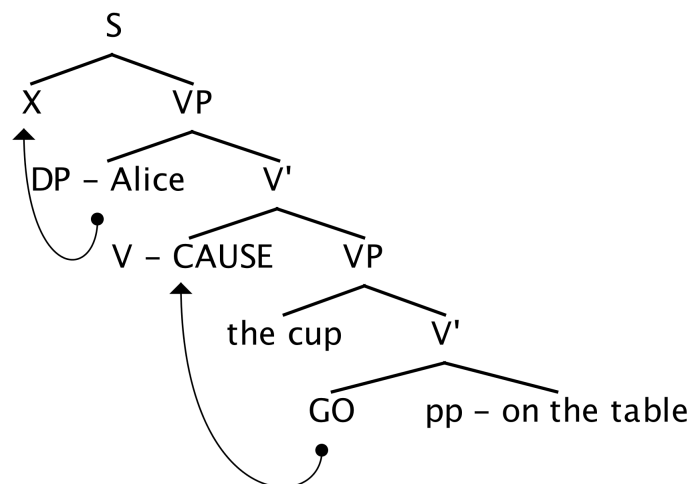 S
X VP
DP – Alice V'
V – CAUSE VP
the cup V'
GO pp – on the table